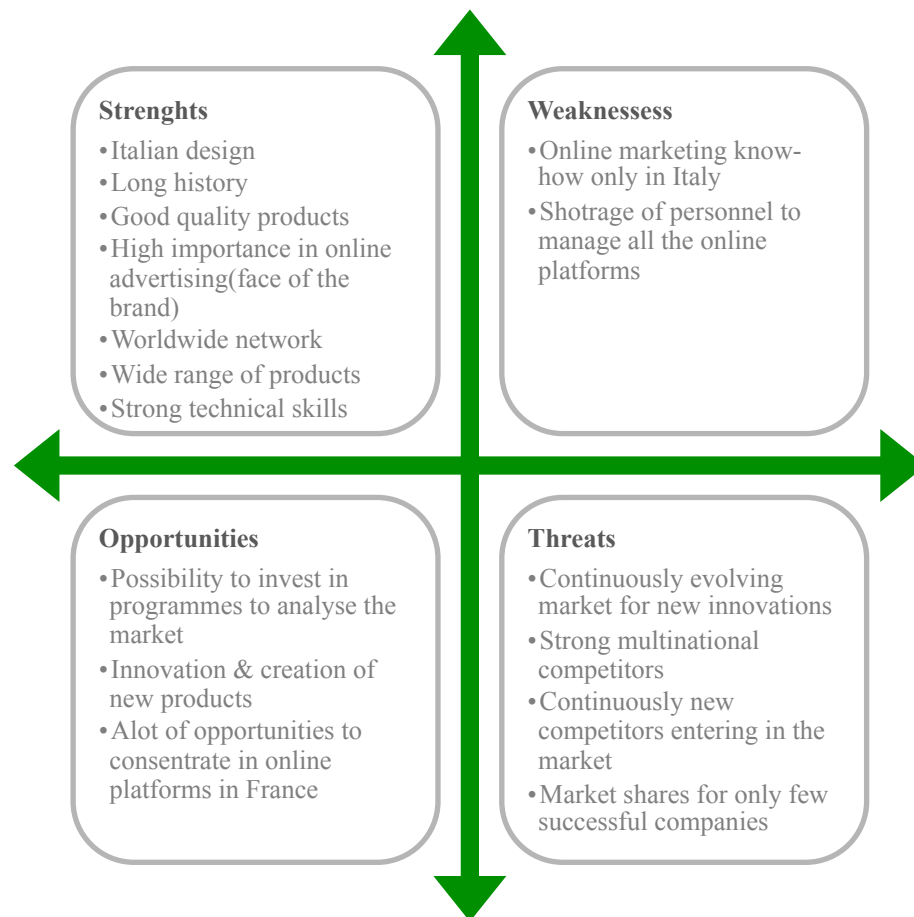 Strenghts
•Italian design
•Long history
•Good quality products
•High importance in online
advertising(face of the
brand)
•Worldwide network
•Wide range of products
•Strong technical skills
Weaknessess
•Online marketing know-
how only in Italy
•Shotrage of personnel to
manage all the online
platforms
Opportunities
•Possibility to invest in
programmes to analyse the
market
•Innovation & creation of
new products
•Alot of opportunities to
consentrate in online
platforms in France
Threats
•Continuously evolving
market for new innovations
•Strong multinational
competitors
•Continuously new
competitors entering in the
market
•Market shares for only few
successful companies